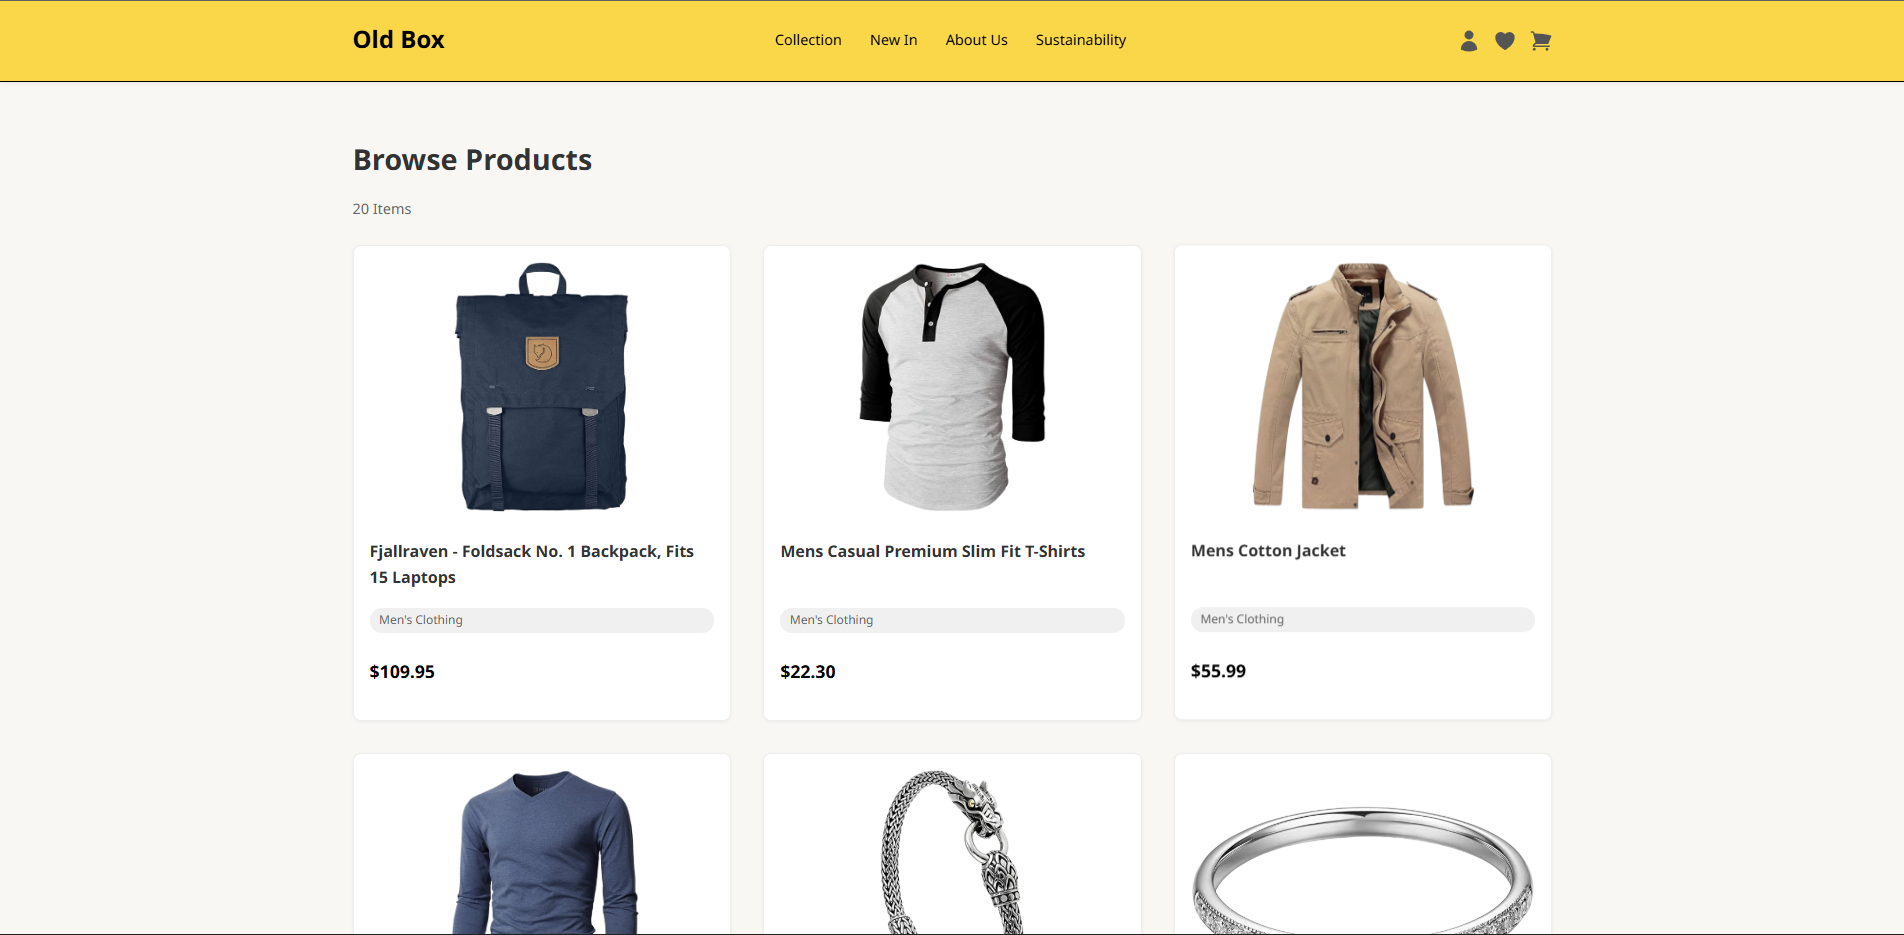 Old Box
Collection
New In
About Us
Sustainability
Browse Products
20 Items
Fjallraven - Foldsack No. 1 Backpack, Fits
15 Laptops
Men's Clothing
$109.95
Mens Casual Premium Slim Fit T-Shirts
Men's Clothing
$22.30
Mens Cotton Jacket
Men's Clothing
$55.99